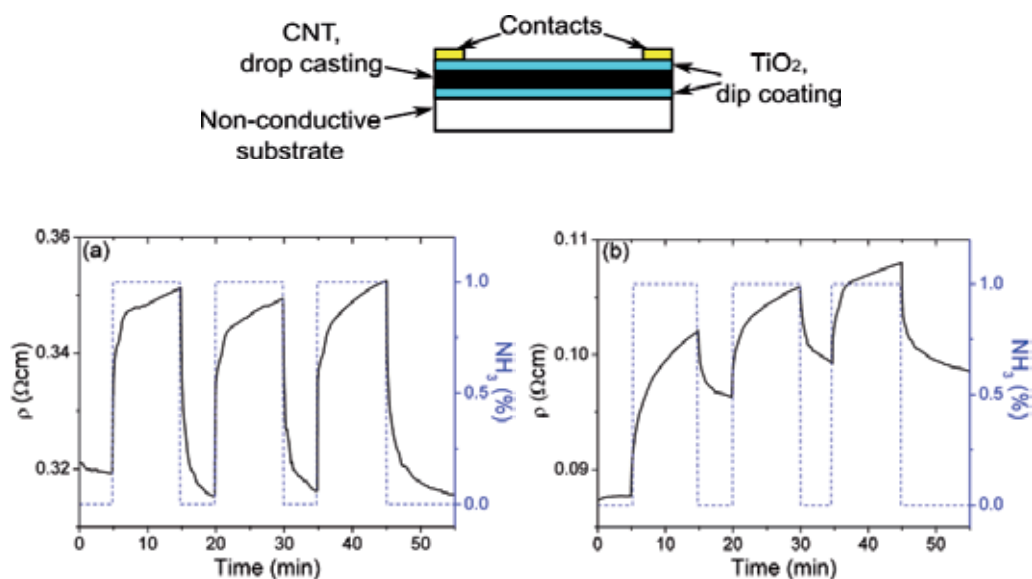 CNT,
drop casting
Contacts
TiO₂,
dip coating
Non-conductive
substrate
(a)
0.36
0.34
0.32
ρ (Ωcm)
1.0
0.5
0.0
NH₃ (%)
0 10 20 30 40 50
Time (min)
(b)
0.11
0.10
0.09
ρ (Ωcm)
1.0
0.5
0.0
NH₃ (%)
0 10 20 30 40 50
Time (min)